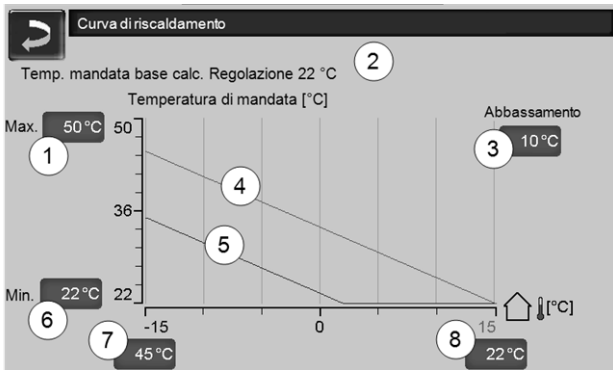 Curva di riscaldamento
Temp. mandata base calc. Regolazione 22 °C
2
Temperatura di mandata [°C]
Abbassamento
Max. 50 °C
50
10 °C
1
3
4
36
5
Min. 22 °C
22
[°C]
6
-15
0
15
7
8
45 °C
22 °C